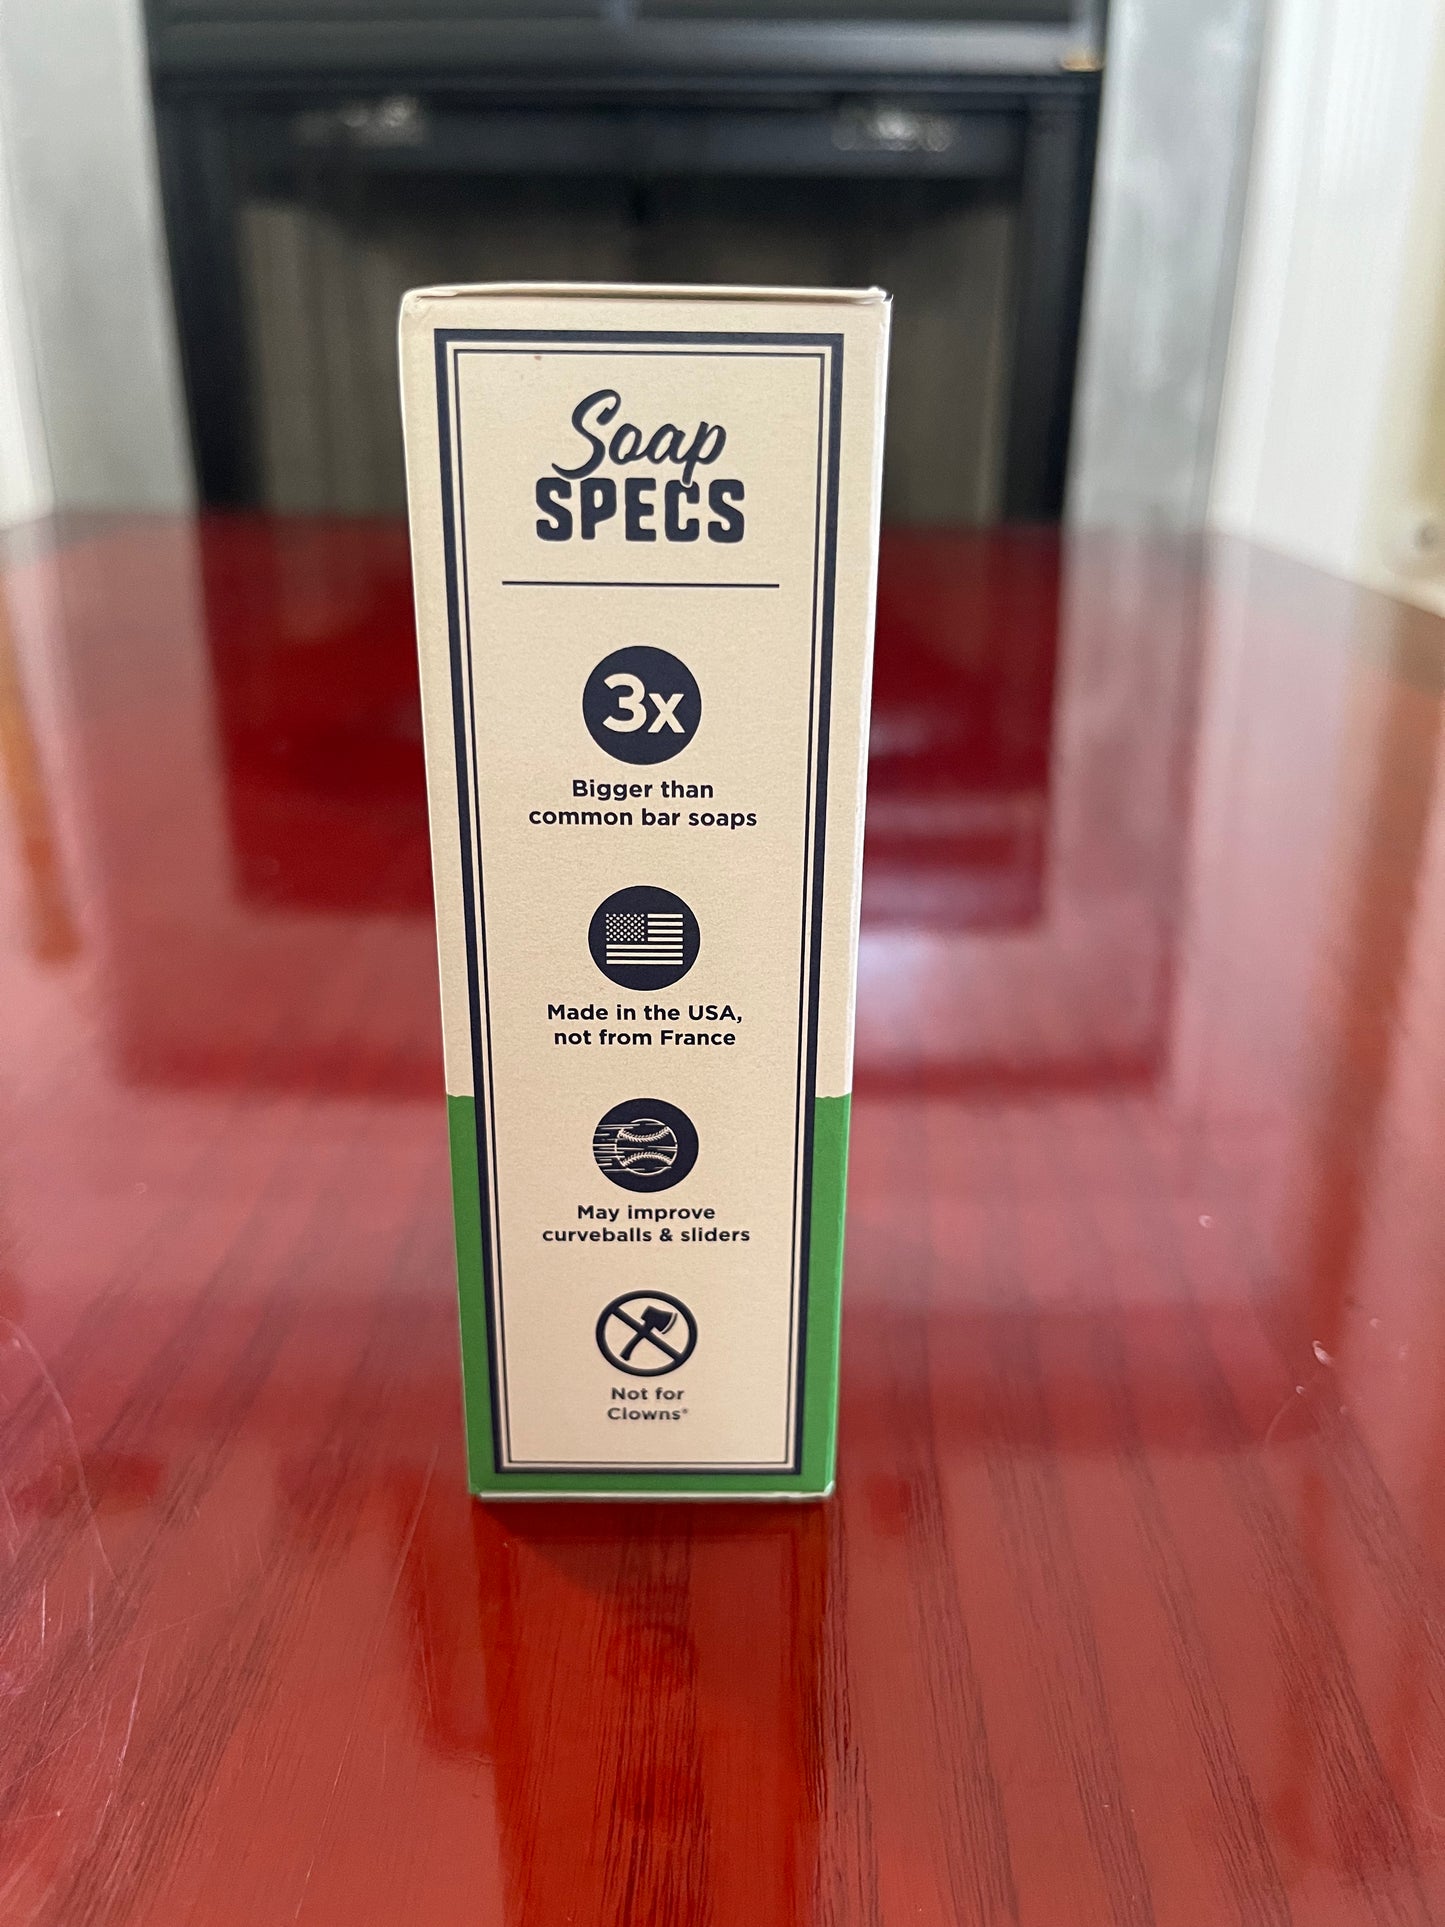 Soap
SPECS
3x
Bigger than
common bar soaps
Made in the USA,
not from France
May improve
curveballs & sliders
Not for
Clowns®